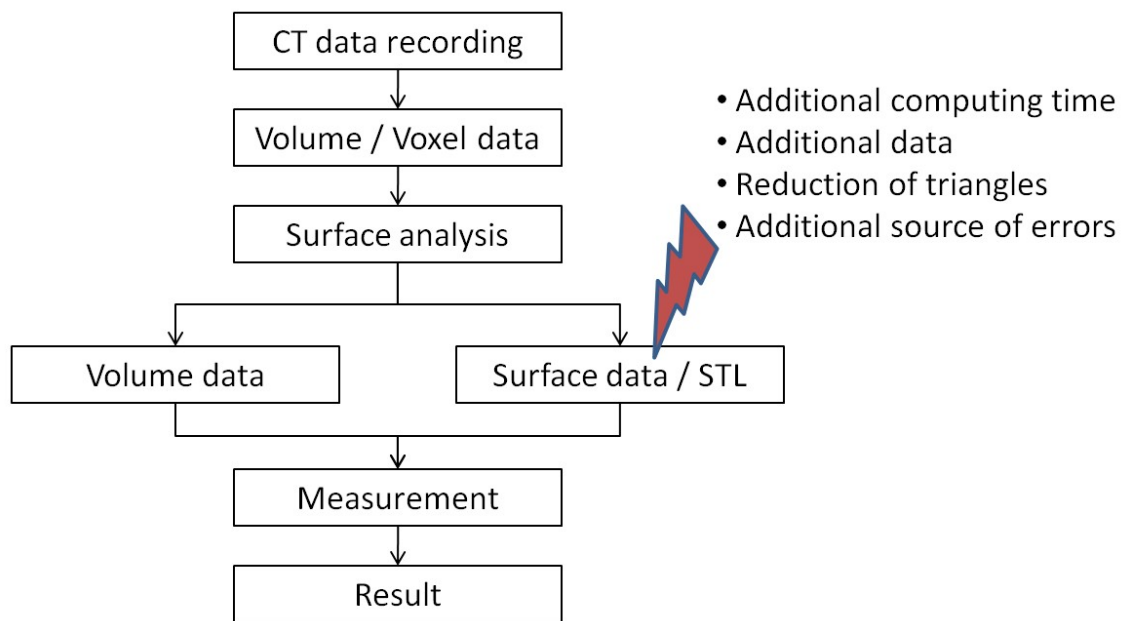 CT data recording
Volume / Voxel data
Surface analysis
• Additional computing time
• Additional data
• Reduction of triangles
• Additional source of errors
Volume data
Surface data / STL
Measurement
Result